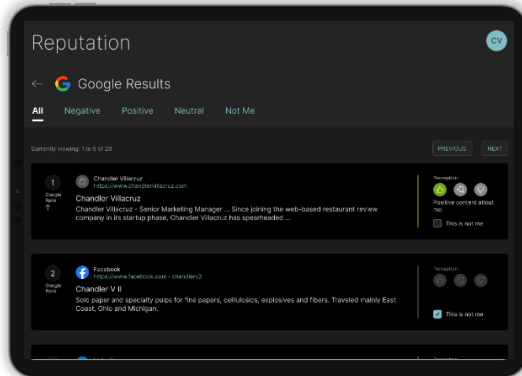 Reputation
CV
Google Results
All Negative Positive Neutral Not Me
Currently viewing: 1 to 5 of 29
PREVIOUS NEXT
1
Google Rank
Chandler Villacruz
https://www.chandlervillacruz.com
Chandler Villacruz
Chandler Villacruz - Senior Marketing Manager ... Since joining the web-based restaurant review
company in its startup phase, Chandler Villacruz has spearheaded ...
Perception:
Positive content about
me.
This is not me
2
Google Rank
Facebook
https://www.facebook.com › chandlerv2
Chandler V II
Solo paper and specialty pulps for fine papers, cellulosics, explosives and fibers. Traveled mainly East
Coast, Ohio and Michigan.
Perception:
This is not me
3